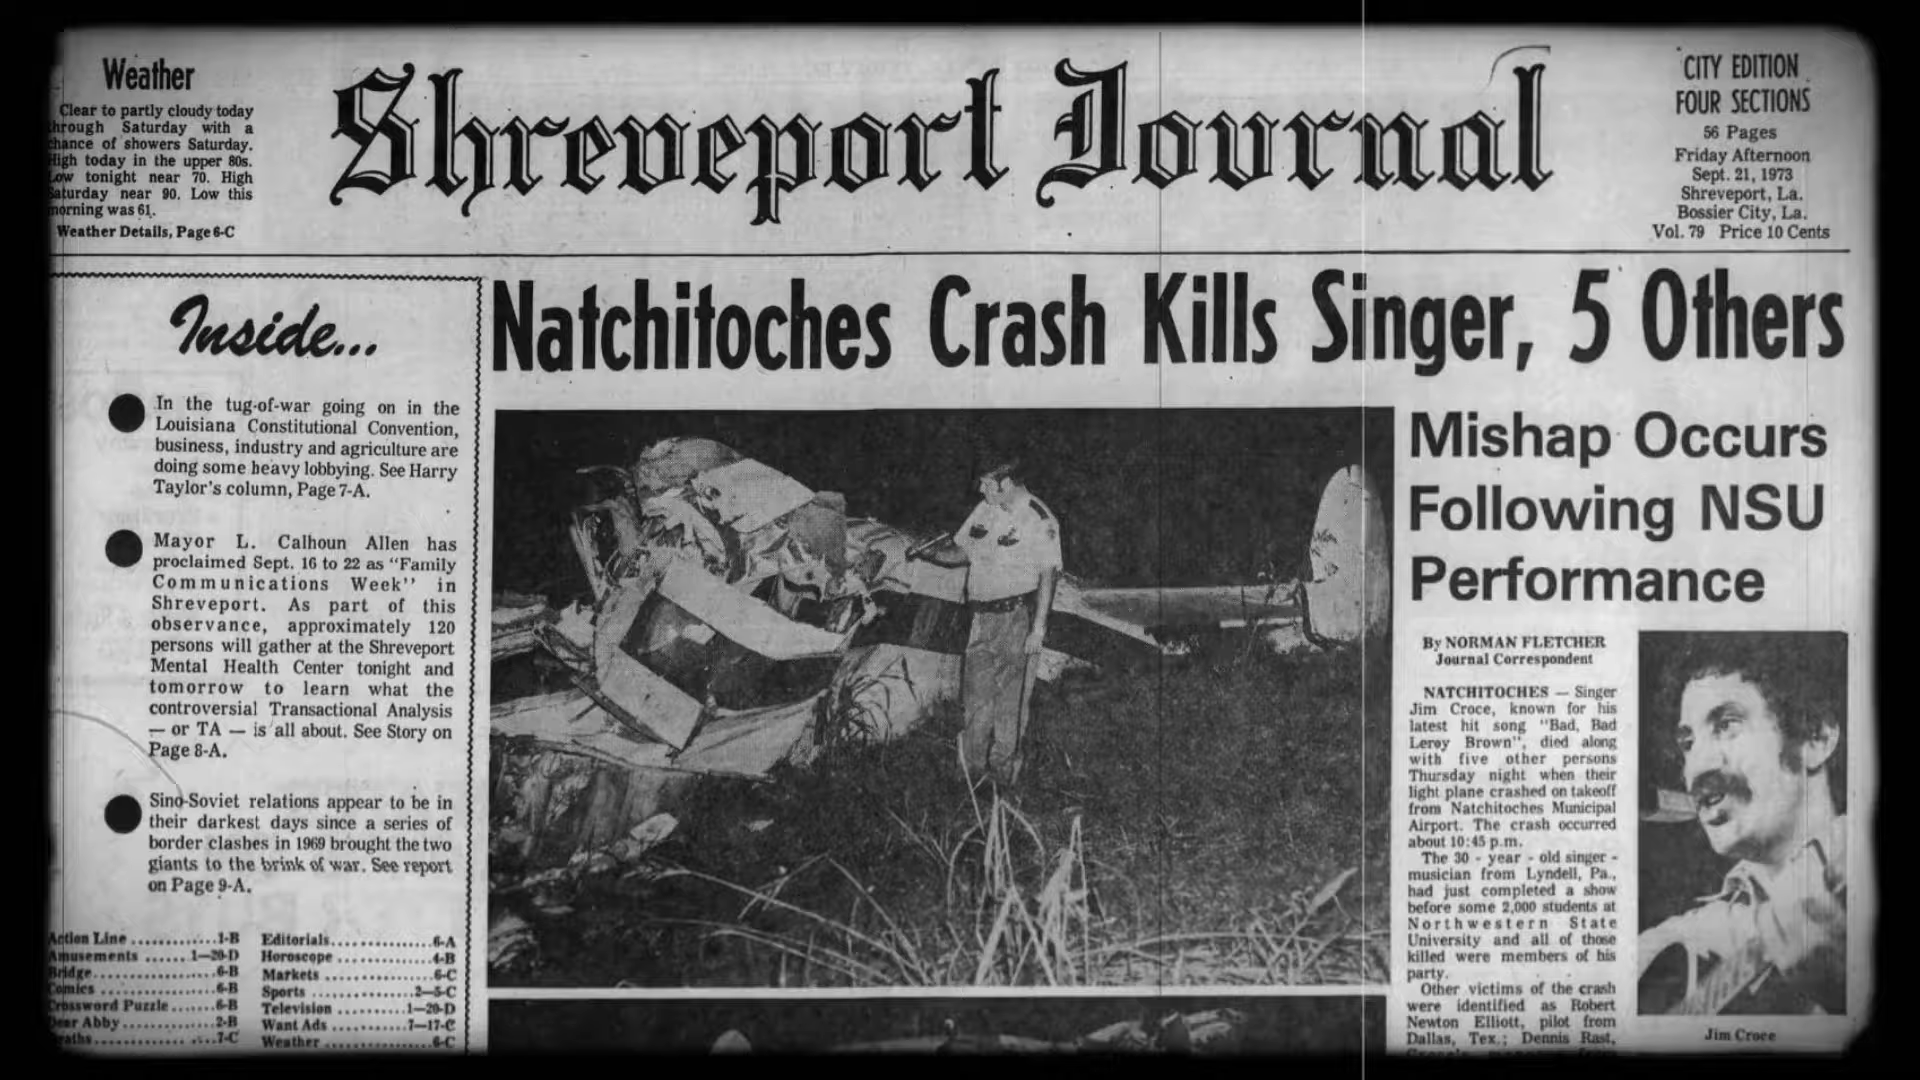 Weather
Clear to partly cloudy today
through Saturday with a
chance of showers Saturday.
High today in the upper 80s.
Low tonight near 70. High
Saturday near 90. Low this
morning was 61.
Weather Details, Page 6-C
Shreveport Journal
CITY EDITION
FOUR SECTIONS
56 Pages
Friday Afternoon
Sept. 21, 1973
Shreveport, La.
Bossier City, La.
Vol. 79 Price 10 Cents
Inside...
In the tug-of-war going on in the
Louisiana Constitutional Convention,
business, industry and agriculture are
doing some heavy lobbying. See Harry
Taylor's column, Page 7-A.
Mayor L. Calhoun Allen has
proclaimed Sept. 16 to 22 as "Family
Communications Week" in
Shreveport. As part of this
observance, approximately 120
persons will gather at the Shreveport
Mental Health Center tonight and
tomorrow to learn what the
controversial Transactional Analysis
— or TA — is all about. See Story on
Page 8-A.
Sino-Soviet relations appear to be in
their darkest days since a series of
border clashes in 1969 brought the two
giants to the brink of war. See report
on Page 9-A.
Action Line .............1-B
Amusements ......1—20-D
Bridge..................6-B
Comics .................6-B
Crossword Puzzle.......6-B
Dear Abby..............2-B
.....7-C
Editorials...............6-A
Horoscope ..............4-B
Markets ................6-C
Sports ................2—5-C
Television ..........1—20-D
Want Ads ...........7—17-C
Weather ................6-C
Natchitoches Crash Kills Singer, 5 Others
Mishap Occurs
Following NSU
Performance
By NORMAN FLETCHER
Journal Correspondent
NATCHITOCHES — Singer
Jim Croce, known for his
latest hit song "Bad, Bad
Leroy Brown", died along
with five other persons
Thursday night when their
light plane crashed on takeoff
from Natchitoches Municipal
Airport. The crash occurred
about 10:45 p.m.
The 30 - year - old singer -
musician from Lyndell, Pa.,
had just completed a show
before some 2,000 students at
Northwestern State
University and all of those
killed were members of his
party.
Other victims of the crash
were identified as Robert
Newton Elliott, pilot from
Dallas, Tex.; Dennis Rast,
Jim Croce